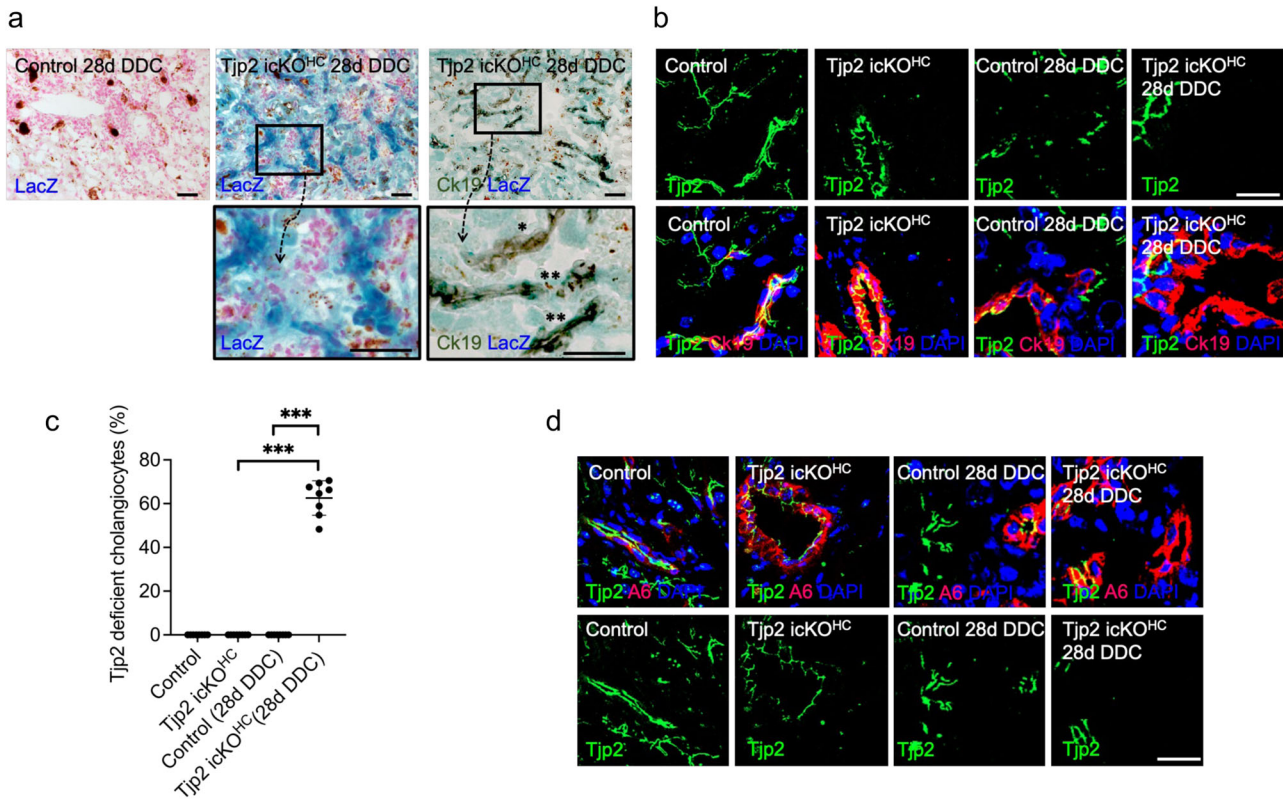 a
Control 28d DDC
LacZ
Tjp2 icKO^HC 28d DDC
LacZ
Tjp2 icKO^HC 28d DDC
Ck19 LacZ
LacZ
*
**
**
Ck19 LacZ
b
Control
Tjp2
Tjp2 icKO^HC
Tjp2
Control 28d DDC
Tjp2
Tjp2 icKO^HC
28d DDC
Tjp2
Control
Tjp2 Ck19 DAPI
Tjp2 icKO^HC
Tjp2 Ck19 DAPI
Control 28d DDC
Tjp2 Ck19 DAPI
Tjp2 icKO^HC
28d DDC
Tjp2 Ck19 DAPI
c
Tjp2 deficient cholangiocytes (%)
***
***
80
60
40
20
0
Control
Tjp2 icKO^HC
Control (28d DDC)
Tjp2 icKO^HC(28d DDC)
d
Control
Tjp2 A6 DAPI
Tjp2 icKO^HC
Tjp2 A6 DAPI
Control 28d DDC
Tjp2 A6 DAPI
Tjp2 icKO^HC
28d DDC
Tjp2 A6 DAPI
Control
Tjp2
Tjp2 icKO^HC
Tjp2
Control 28d DDC
Tjp2
Tjp2 icKO^HC
28d DDC
Tjp2